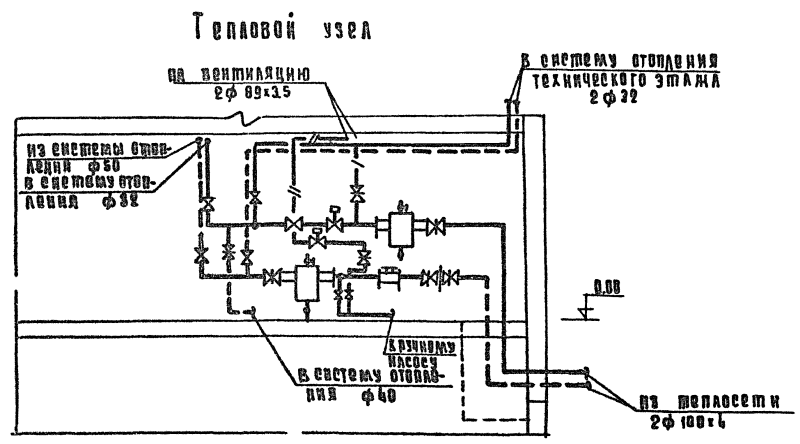 Тепловой узел
на вентиляцию
2ф 89х3.5
в систему отопления
технического этажа
2ф 32
из системы отоп-
ления ф50
в систему отоп-
ления ф32
0.00
к ручному
насосу
в систему отопле-
ния ф40
из теплосети
2ф 108х4